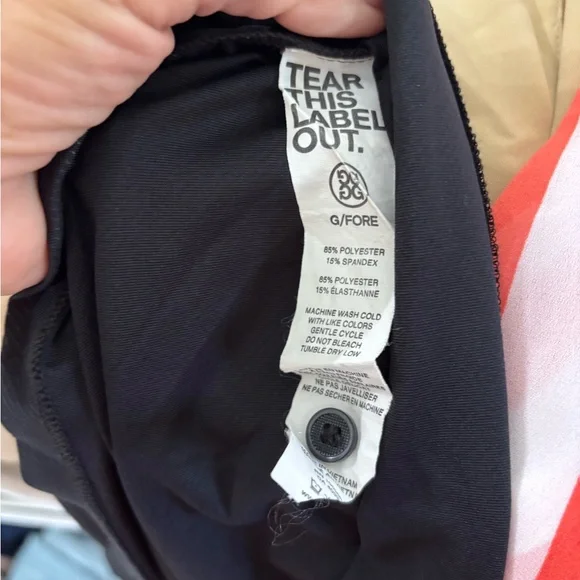 TEAR
THIS
LABEL
OUT.
G/FORE
85% POLYESTER
15% SPANDEX
85% POLYESTER
15% ÉLASTHANNE
MACHINE WASH COLD
WITH LIKE COLORS
GENTLE CYCLE
DO NOT BLEACH
TUMBLE DRY LOW
NE PAS JAVELLISER
NE PAS SECHER EN MACHINE